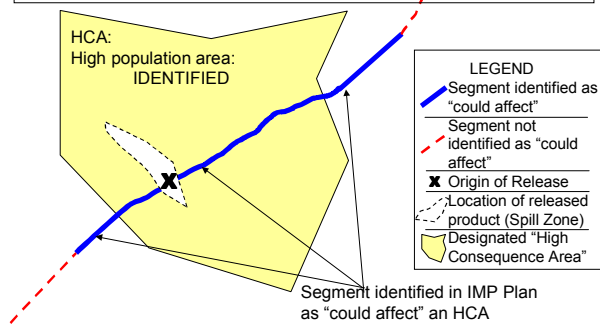 HCA:
High population area:
IDENTIFIED
LEGEND
Segment identified as
“could affect”
Segment not
identified as “could
affect”
X Origin of Release
Location of released
product (Spill Zone)
Designated “High
Consequence Area”
X
Segment identified in IMP Plan
as “could affect” an HCA